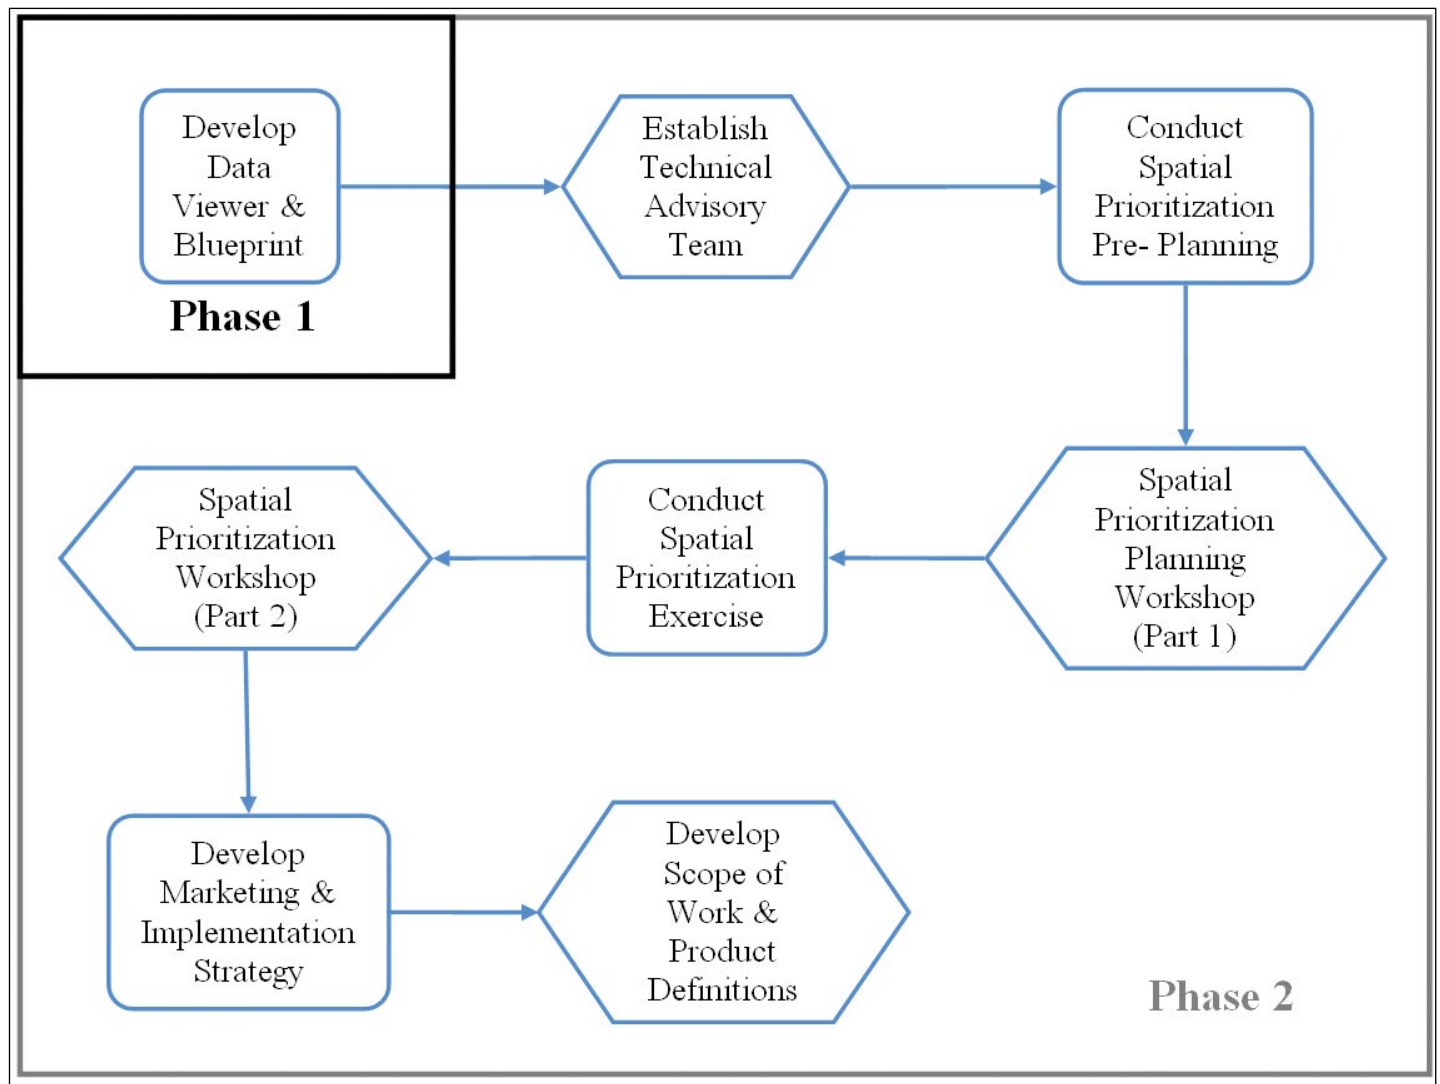 Develop
Data
Viewer &
Blueprint
Phase 1
Establish
Technical
Advisory
Team
Conduct
Spatial
Prioritization
Pre- Planning
Spatial
Prioritization
Planning
Workshop
(Part 1)
Conduct
Spatial
Prioritization
Exercise
Spatial
Prioritization
Workshop
(Part 2)
Develop
Marketing &
Implementation
Strategy
Develop
Scope of
Work &
Product
Definitions
Phase 2